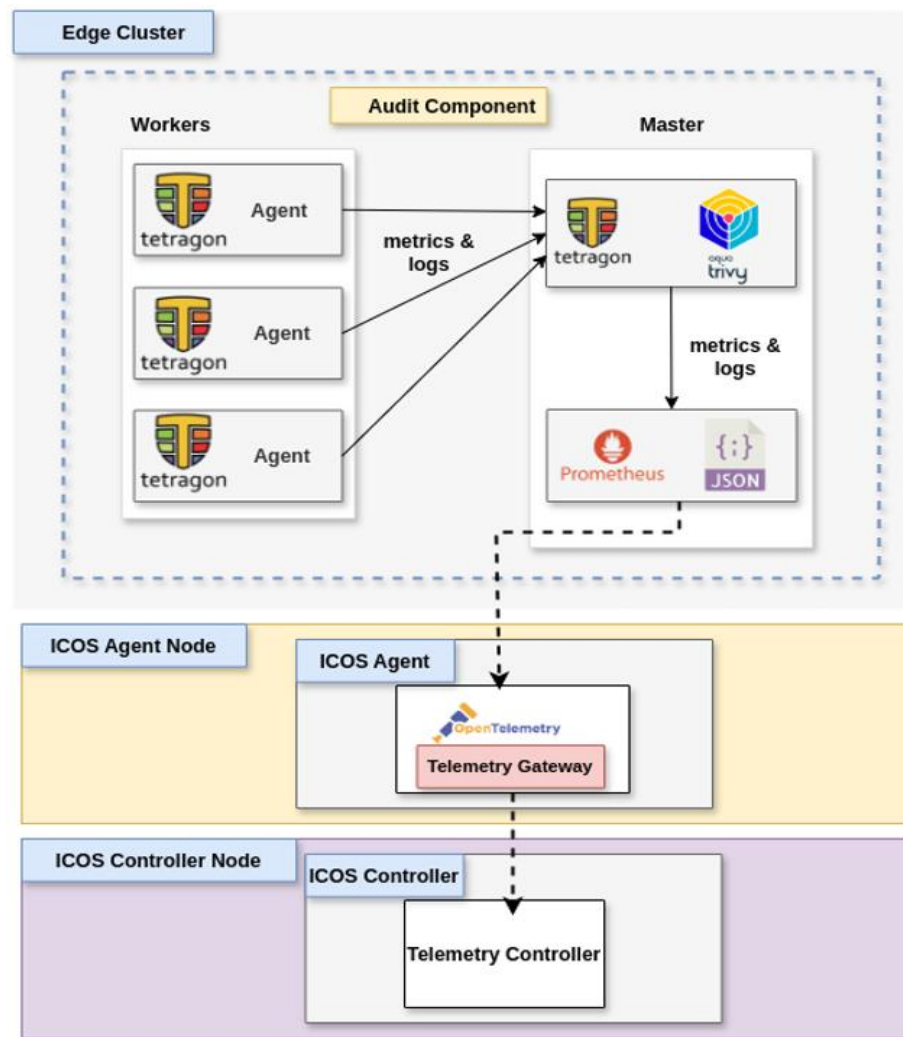 Edge Cluster
Audit Component
Workers
Master
tetragon
Agent
tetragon
Agent
tetragon
Agent
metrics &
logs
tetragon
aqua
trivy
metrics &
logs
Prometheus
{;}
JSON
ICOS Agent Node
ICOS Agent
OpenTelemetry
Telemetry Gateway
ICOS Controller Node
ICOS Controller
Telemetry Controller